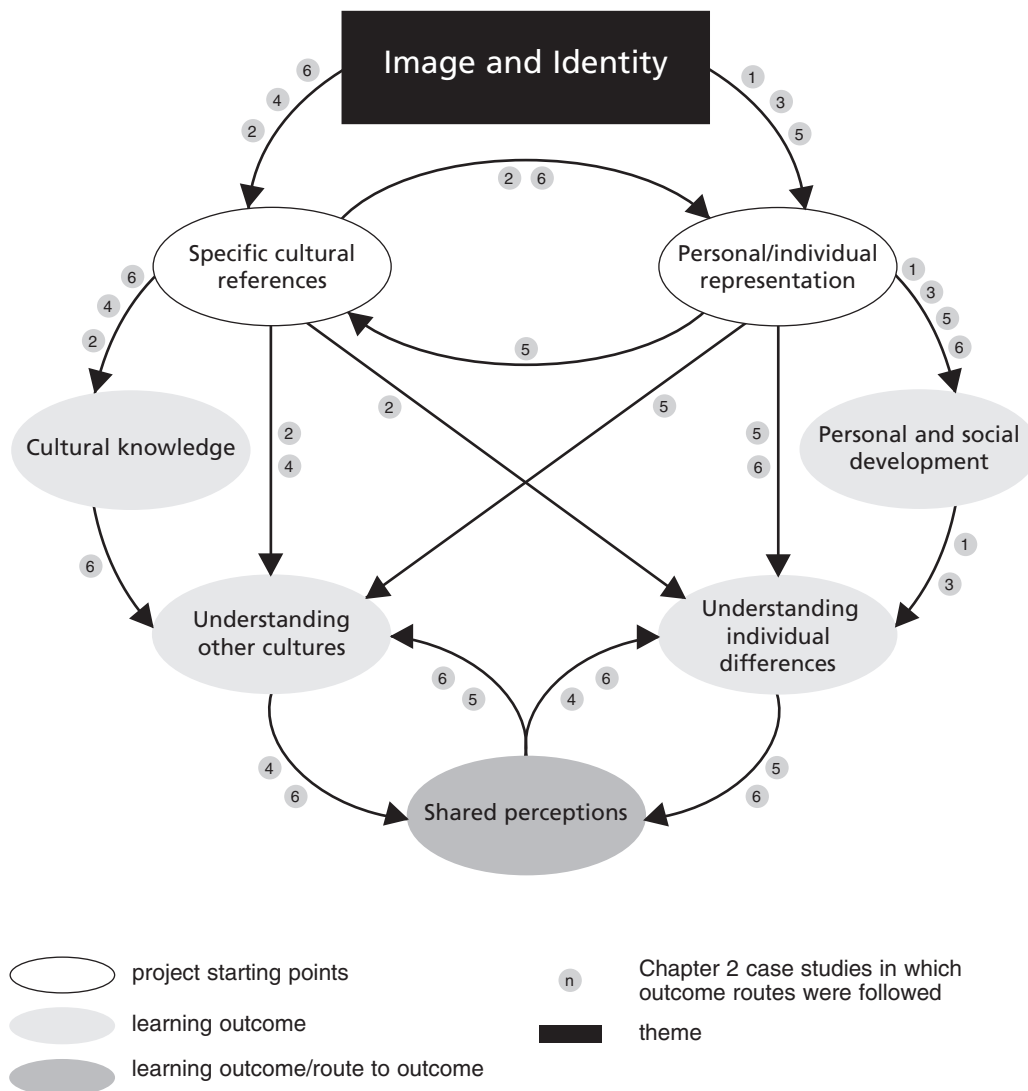 Image and Identity
6
4
2
1
3
5
2 6
Specific cultural
references
Personal/individual
representation
6
4
2
1
3
5
6
5
2
5
2
4
5
6
Cultural knowledge
Personal and social
development
6
1
3
Understanding
other cultures
Understanding
individual
differences
6
5
4
6
4
6
5
6
Shared perceptions
project starting points
learning outcome
learning outcome/route to outcome
n
Chapter 2 case studies in which
outcome routes were followed
theme